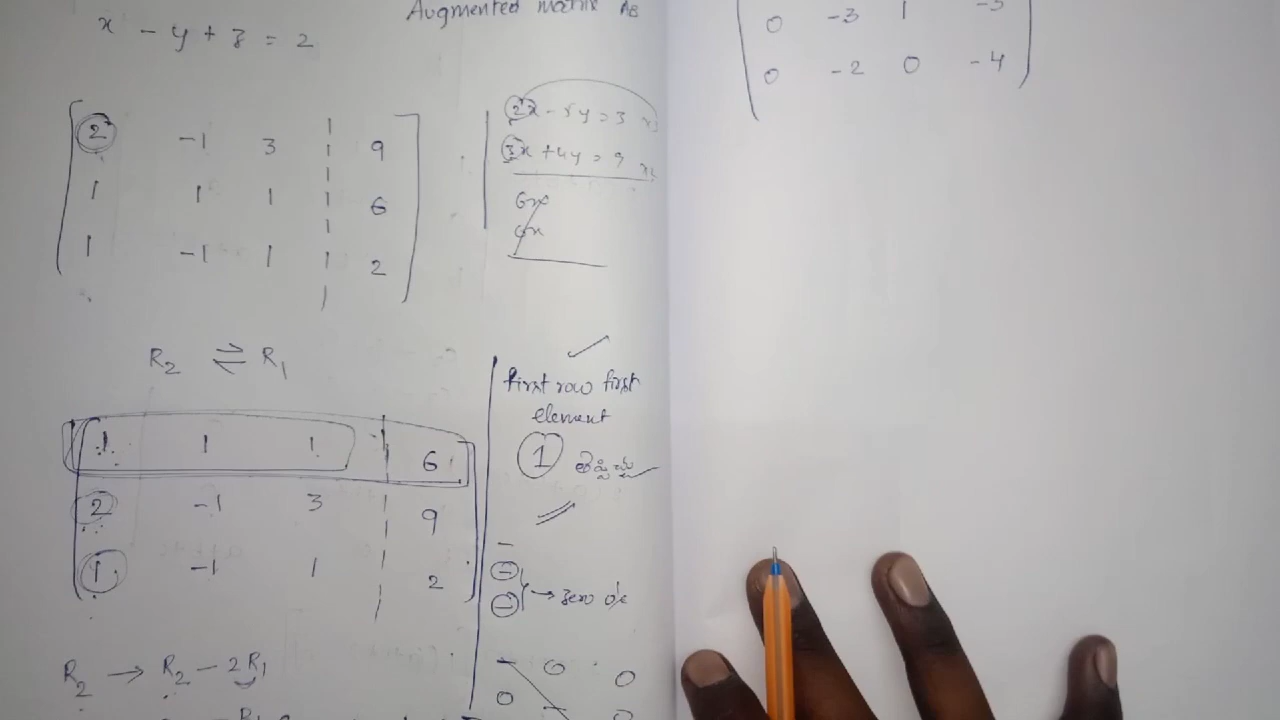 Augmented matrix AB
x - y + z = 2
2 -1 3 | 9
1 1 1 | 6
1 -1 1 | 2
2x - 5y = 3 x3
3x + 4y = 9 x2
6x
6x
R2 ⇌ R1
1 1 1 | 6
2 -1 3 | 9
1 -1 1 | 2
R2 → R2 - 2R1
first row first
element
1
→ zero
0 0
0
0 -3 1 -3
0 -2 0 -4